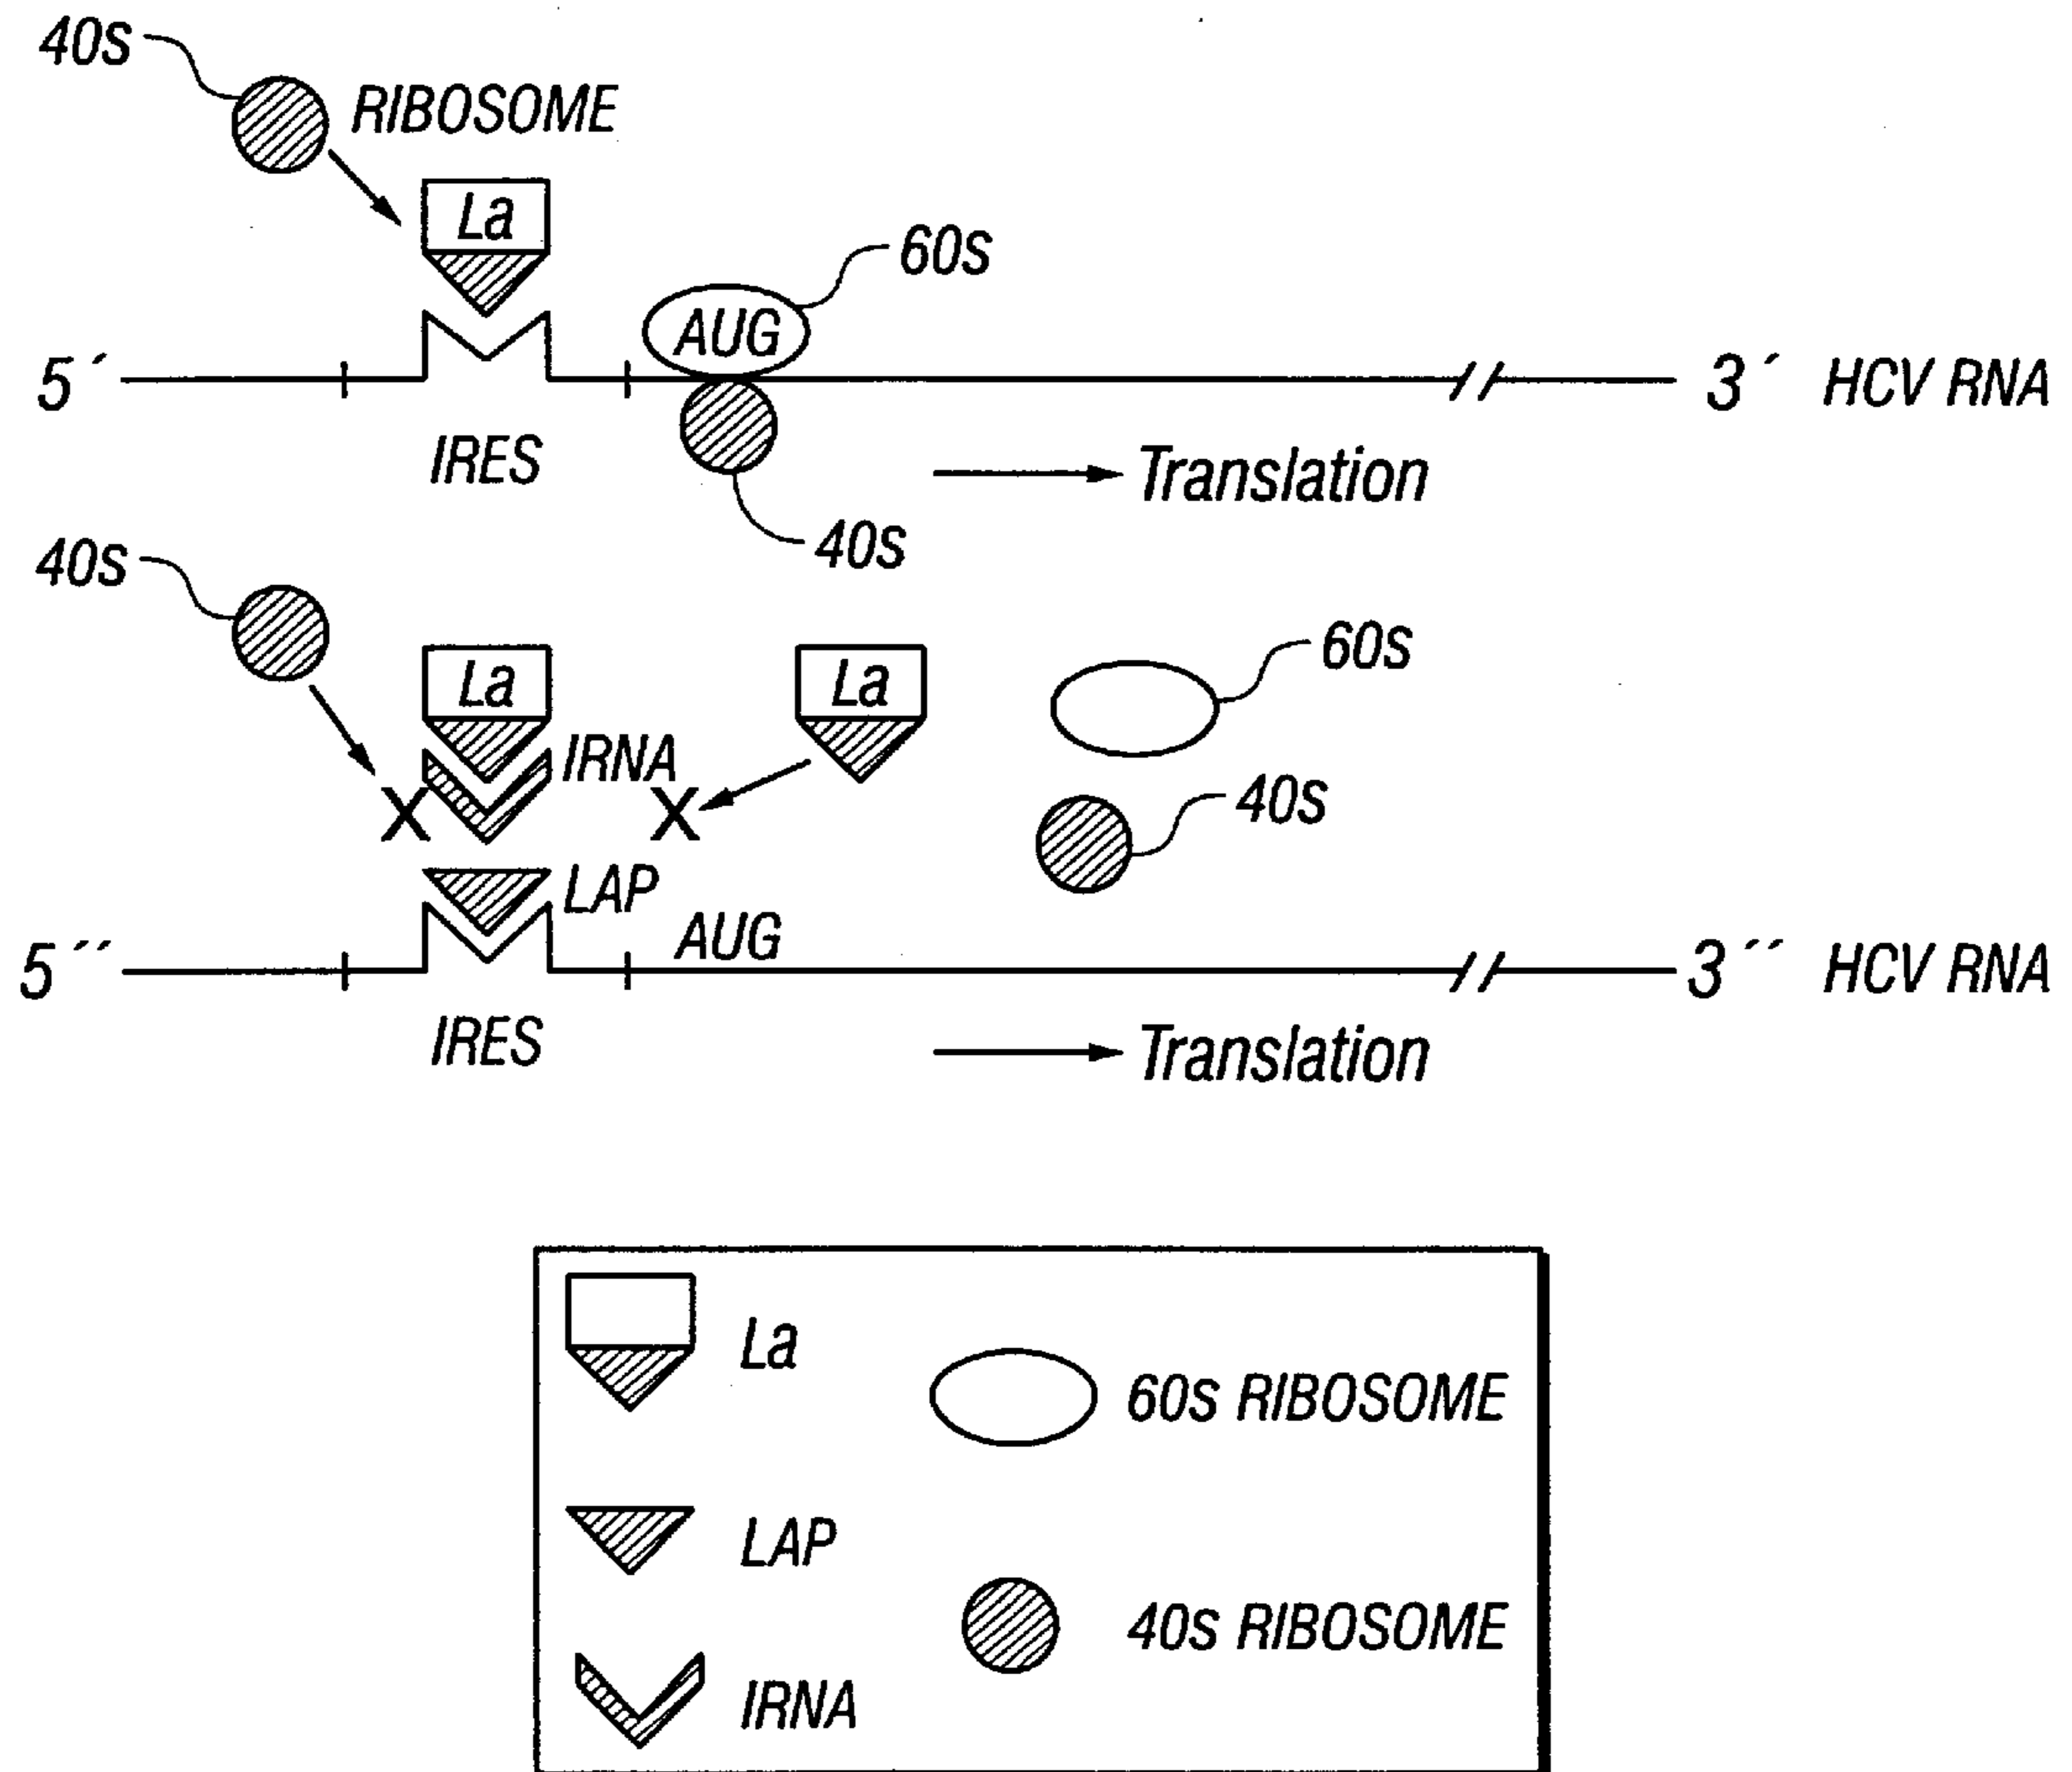 40s
RIBOSOME
La
60s
AUG
5´ 3´ HCV RNA
IRES
Translation
40s
40s
La
La
60s
IRNA
40s
LAP
AUG
5´´ 3´´ HCV RNA
IRES
Translation
La
60s RIBOSOME
LAP
40s RIBOSOME
IRNA